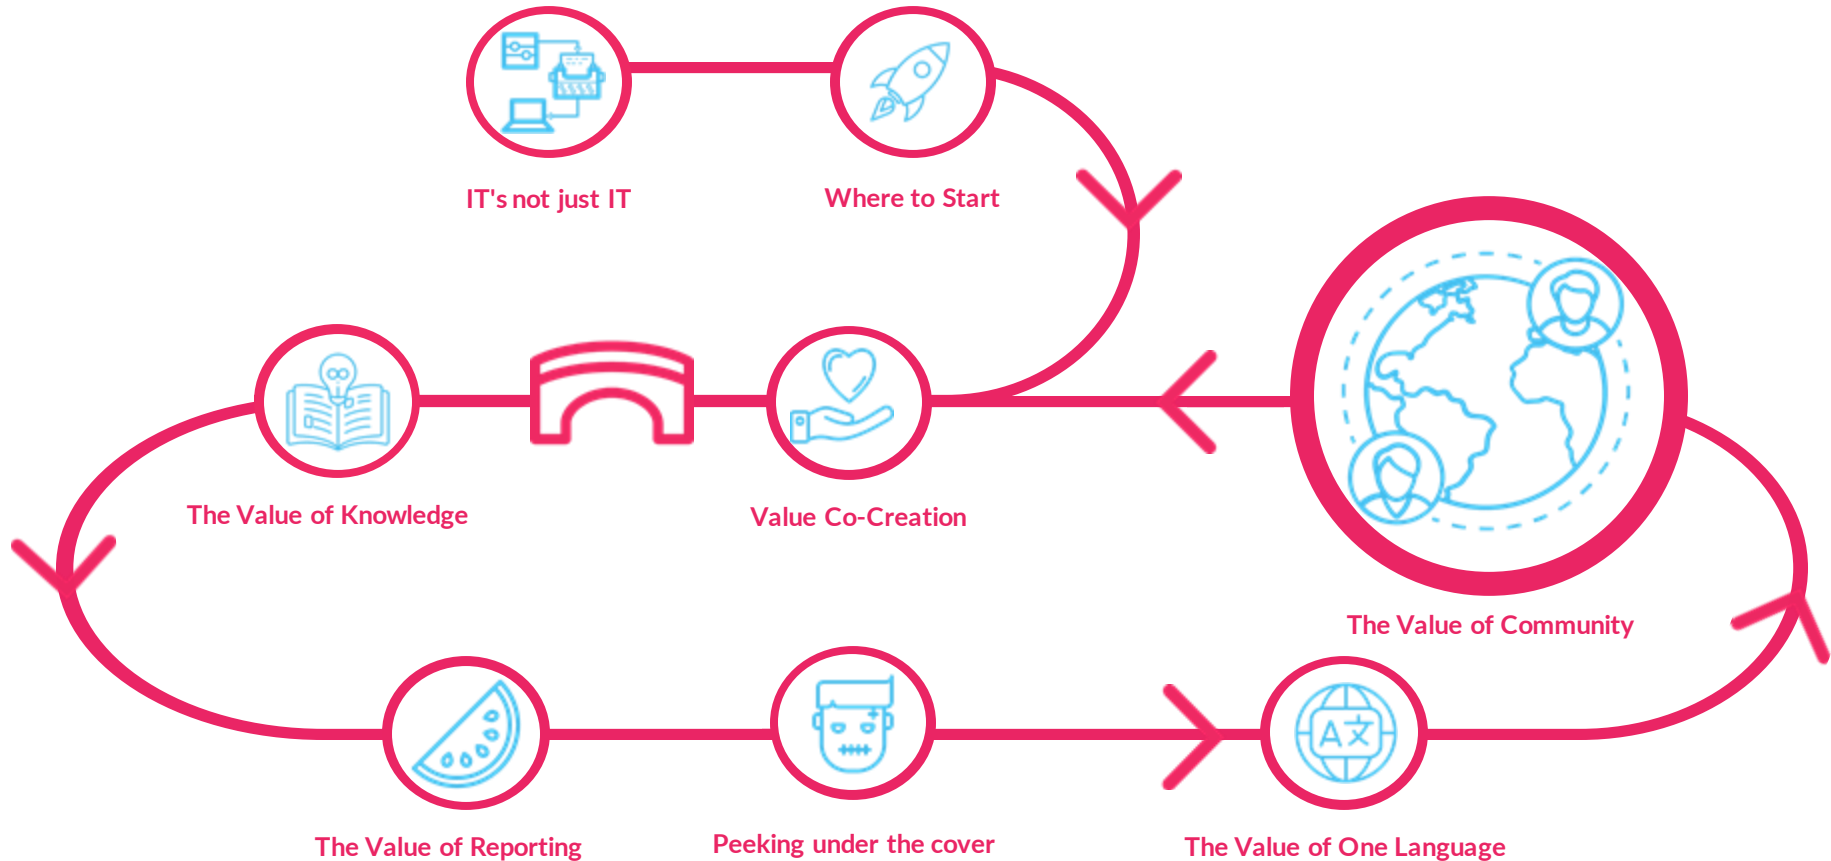 IT's not just IT
Where to Start
The Value of Knowledge
Value Co-Creation
The Value of Community
A 文
The Value of Reporting
Peeking under the cover
The Value of One Language